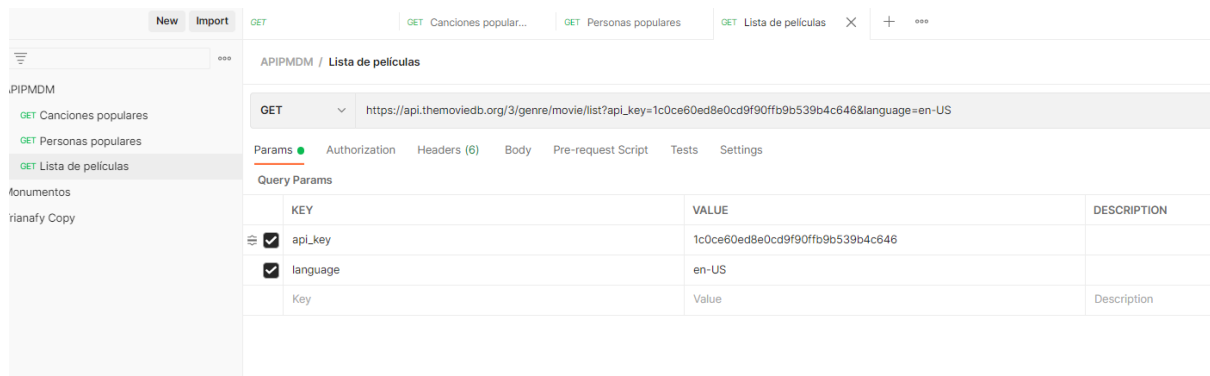 New Import GET GET Canciones popular... GET Personas populares GET Lista de películas
APIPMDM / Lista de películas
PIPMDM
GET https://api.themoviedb.org/3/genre/movie/list?api_key=1c0ce60ed8e0cd9f90ffb9b539b4c646&language=en-US
GET Canciones populares
GET Personas populares
GET Lista de películas
Monumentos
rianafy Copy
Params Authorization Headers (6) Body Pre-request Script Tests Settings
Query Params
KEY VALUE DESCRIPTION
api_key 1c0ce60ed8e0cd9f90ffb9b539b4c646
language en-US
Key Value Description